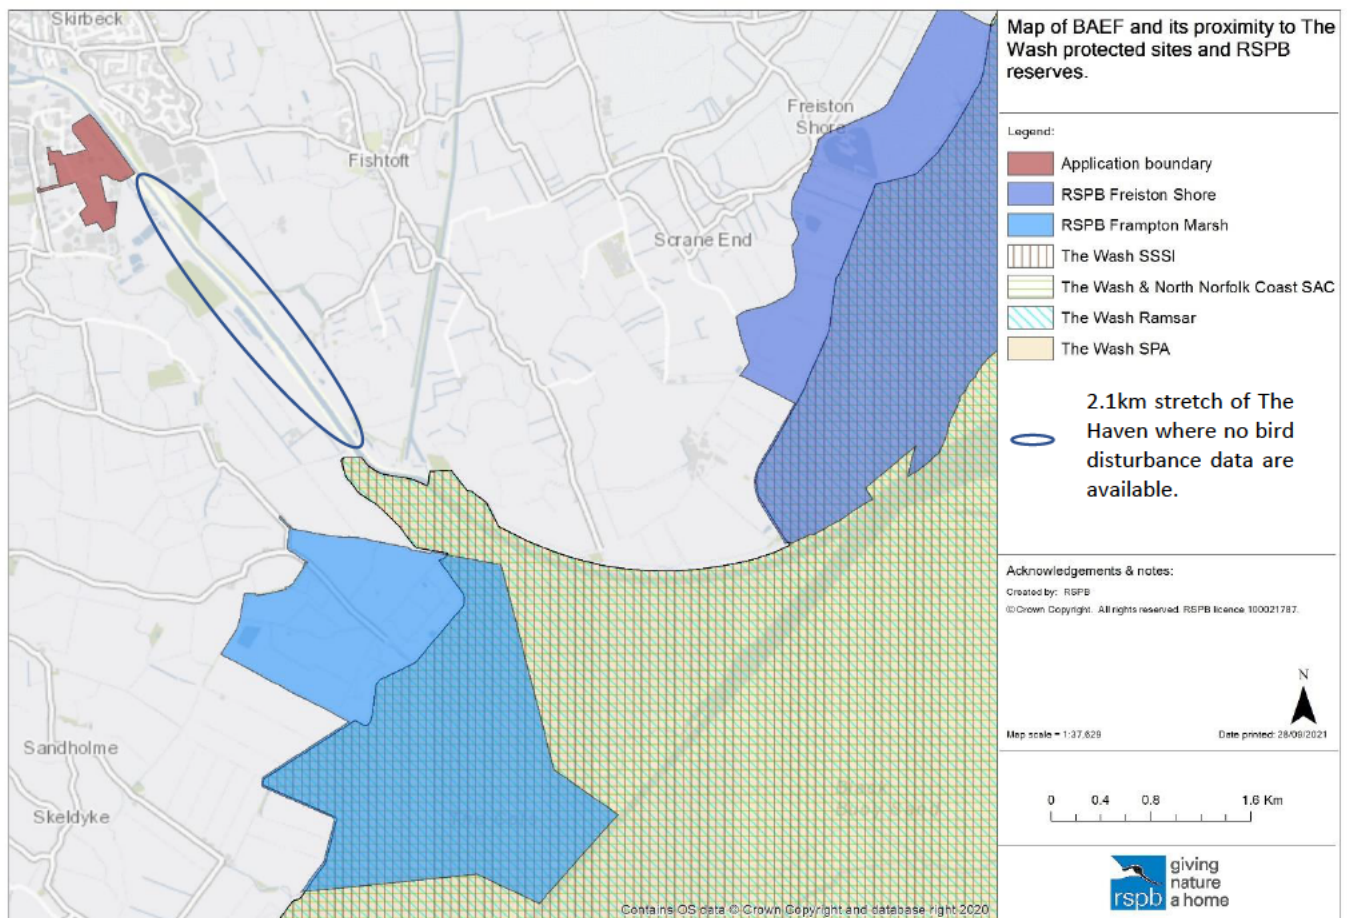 Skirbeck
Fishtoft
Freiston
Shore
Scrane End
Sandholme
Skeldyke
Contains OS data © Crown Copyright and database right 2020
Map of BAEF and its proximity to The
Wash protected sites and RSPB
reserves.
Legend:
Application boundary
RSPB Freiston Shore
RSPB Frampton Marsh
The Wash SSSI
The Wash & North Norfolk Coast SAC
The Wash Ramsar
The Wash SPA
2.1km stretch of The
Haven where no bird
disturbance data are
available.
Acknowledgements & notes:
Created by: RSPB
© Crown Copyright. All rights reserved. RSPB licence 100021787.
N
Map scale = 1:37,629
Date printed: 28/09/2021
0 0.4 0.8 1.6 Km
rspb
giving
nature
a home